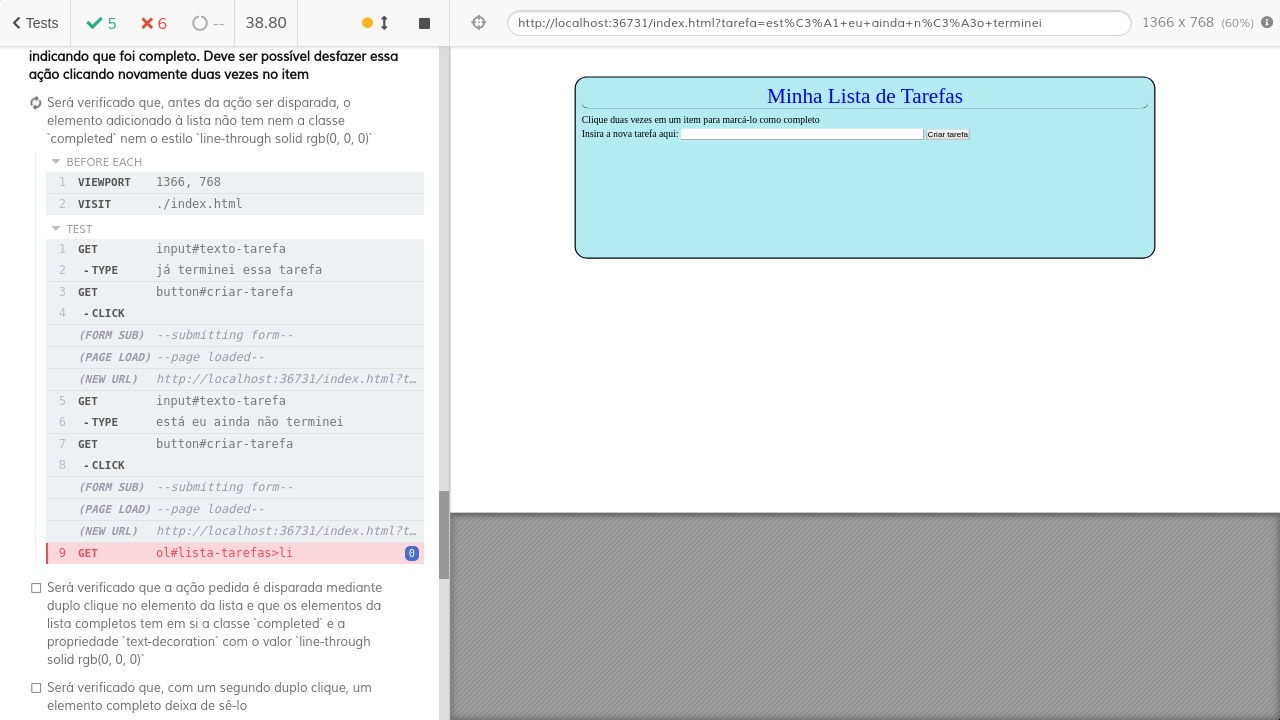 Tests
5
6
--
38.80
http://localhost:36731/index.html?tarefa=est%C3%A1+eu+ainda+n%C3%A3o+terminei
1366 x 768 (60%)
indicando que foi completo. Deve ser possível desfazer essa
ação clicando novamente duas vezes no item
Será verificado que, antes da ação ser disparada, o
elemento adicionado à lista não tem nem a classe
`completed` nem o estilo `line-through solid rgb(0, 0, 0)`
BEFORE EACH
1 VIEWPORT 1366, 768
2 VISIT ./index.html
TEST
1 GET input#texto-tarefa
2 -TYPE já terminei essa tarefa
3 GET button#criar-tarefa
4 -CLICK
(FORM SUB) --submitting form--
(PAGE LOAD) --page loaded--
(NEW URL) http://localhost:36731/index.html?t…
5 GET input#texto-tarefa
6 -TYPE está eu ainda não terminei
7 GET button#criar-tarefa
8 -CLICK
(FORM SUB) --submitting form--
(PAGE LOAD) --page loaded--
(NEW URL) http://localhost:36731/index.html?t…
9 GET ol#lista-tarefas>li 0
Será verificado que a ação pedida é disparada mediante
duplo clique no elemento da lista e que os elementos da
lista completos tem em si a classe `completed` e a
propriedade `text-decoration` com o valor `line-through
solid rgb(0, 0, 0)`
Será verificado que, com um segundo duplo clique, um
elemento completo deixa de sê-lo
Minha Lista de Tarefas
Clique duas vezes em um item para marcá-lo como completo
Insira a nova tarefa aqui: Criar tarefa